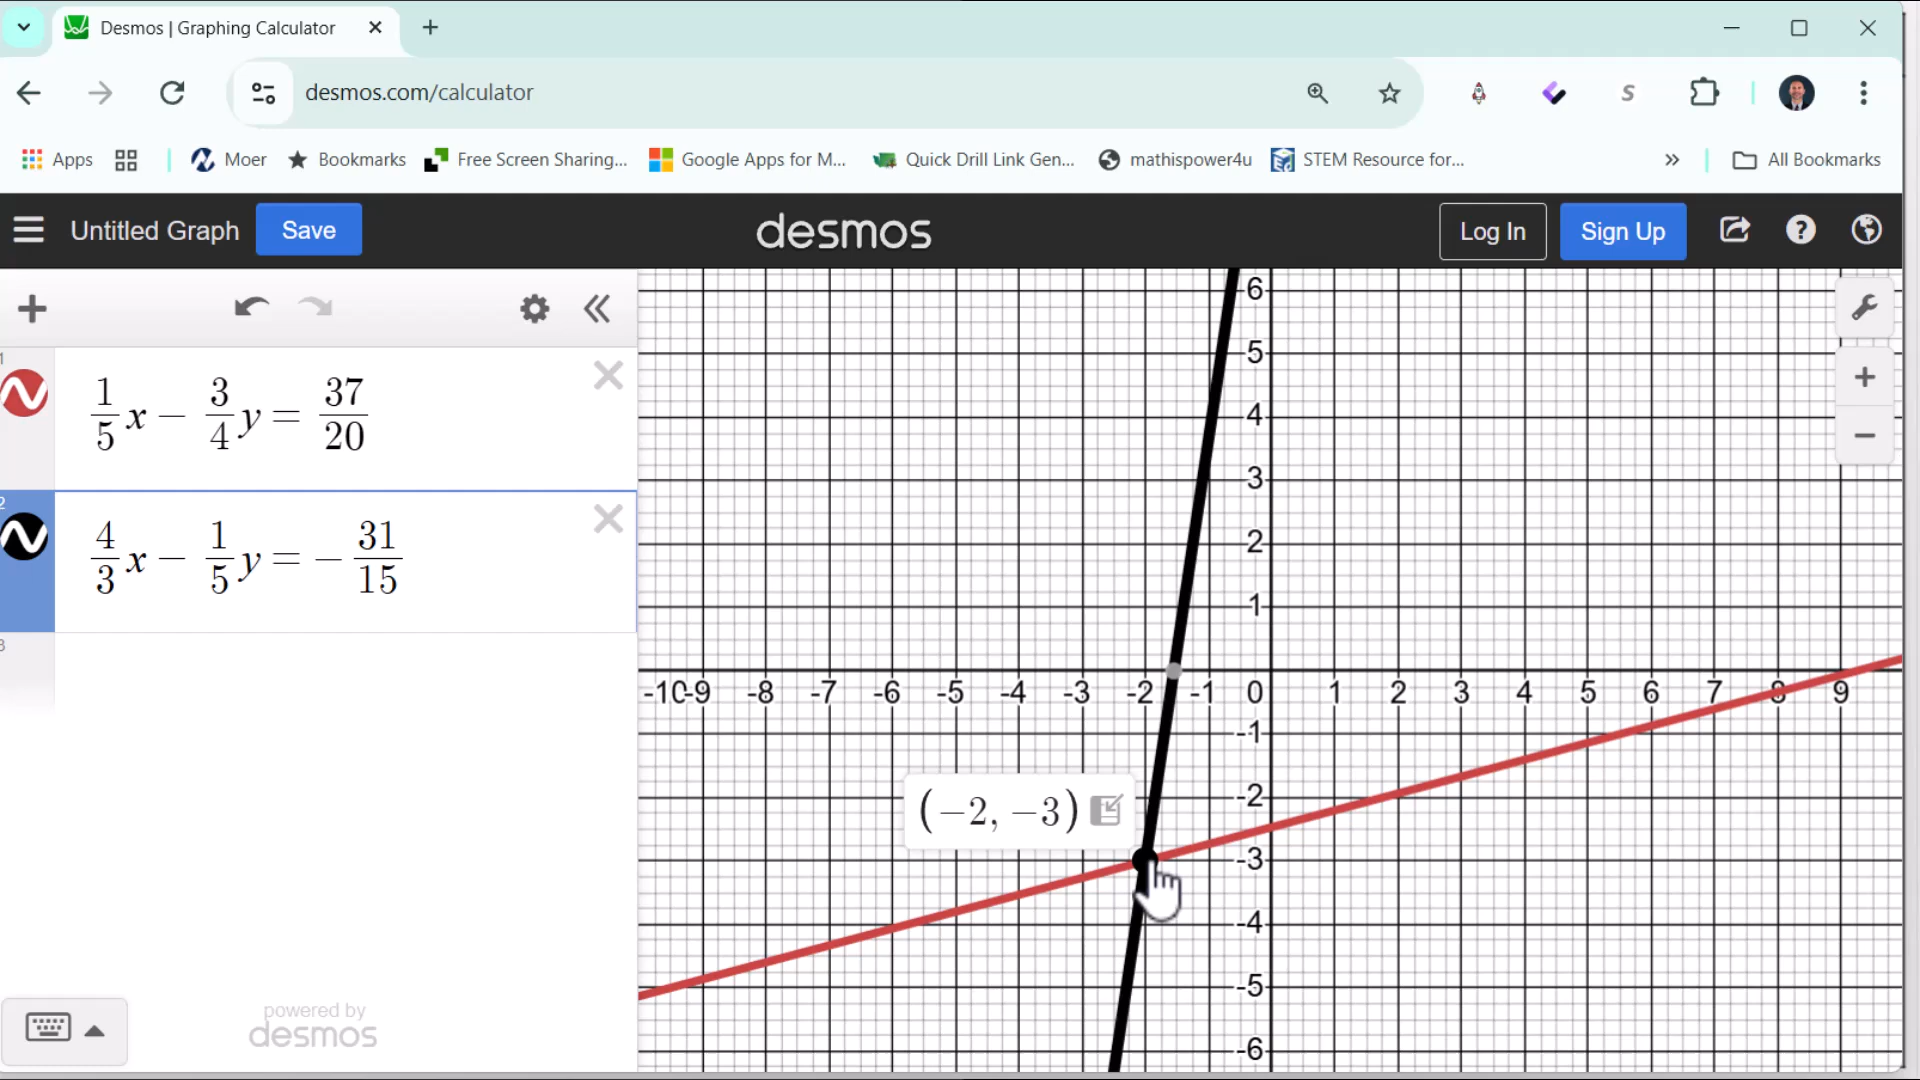 Desmos | Graphing Calculator
desmos.com/calculator
Apps Moer Bookmarks Free Screen Sharing... Google Apps for M... Quick Drill Link Gen... mathispower4u STEM Resource for... » All Bookmarks
Untitled Graph Save desmos Log In Sign Up
1
1/5 x − 3/4 y = 37/20
2
4/3 x − 1/5 y = − 31/15
3
6
5
4
3
2
1
-10 -9 -8 -7 -6 -5 -4 -3 -2 -1 0 1 2 3 4 5 6 7 8 9
-1
-2
(−2, −3)
-3
-4
-5
-6
powered by
desmos